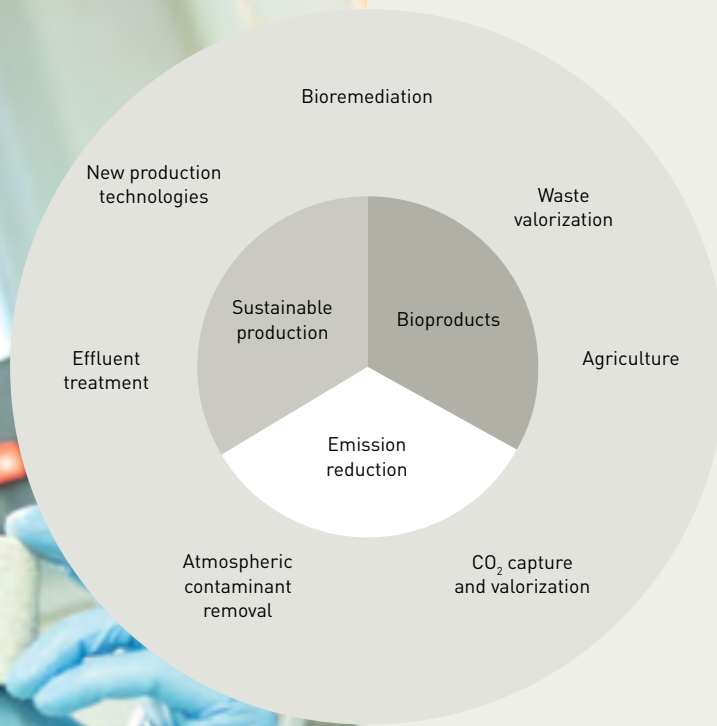 Bioremediation
New production
technologies
Waste
valorization
Sustainable
production
Bioproducts
Effluent
treatment
Agriculture
Emission
reduction
Atmospheric
contaminant
removal
CO₂ capture
and valorization